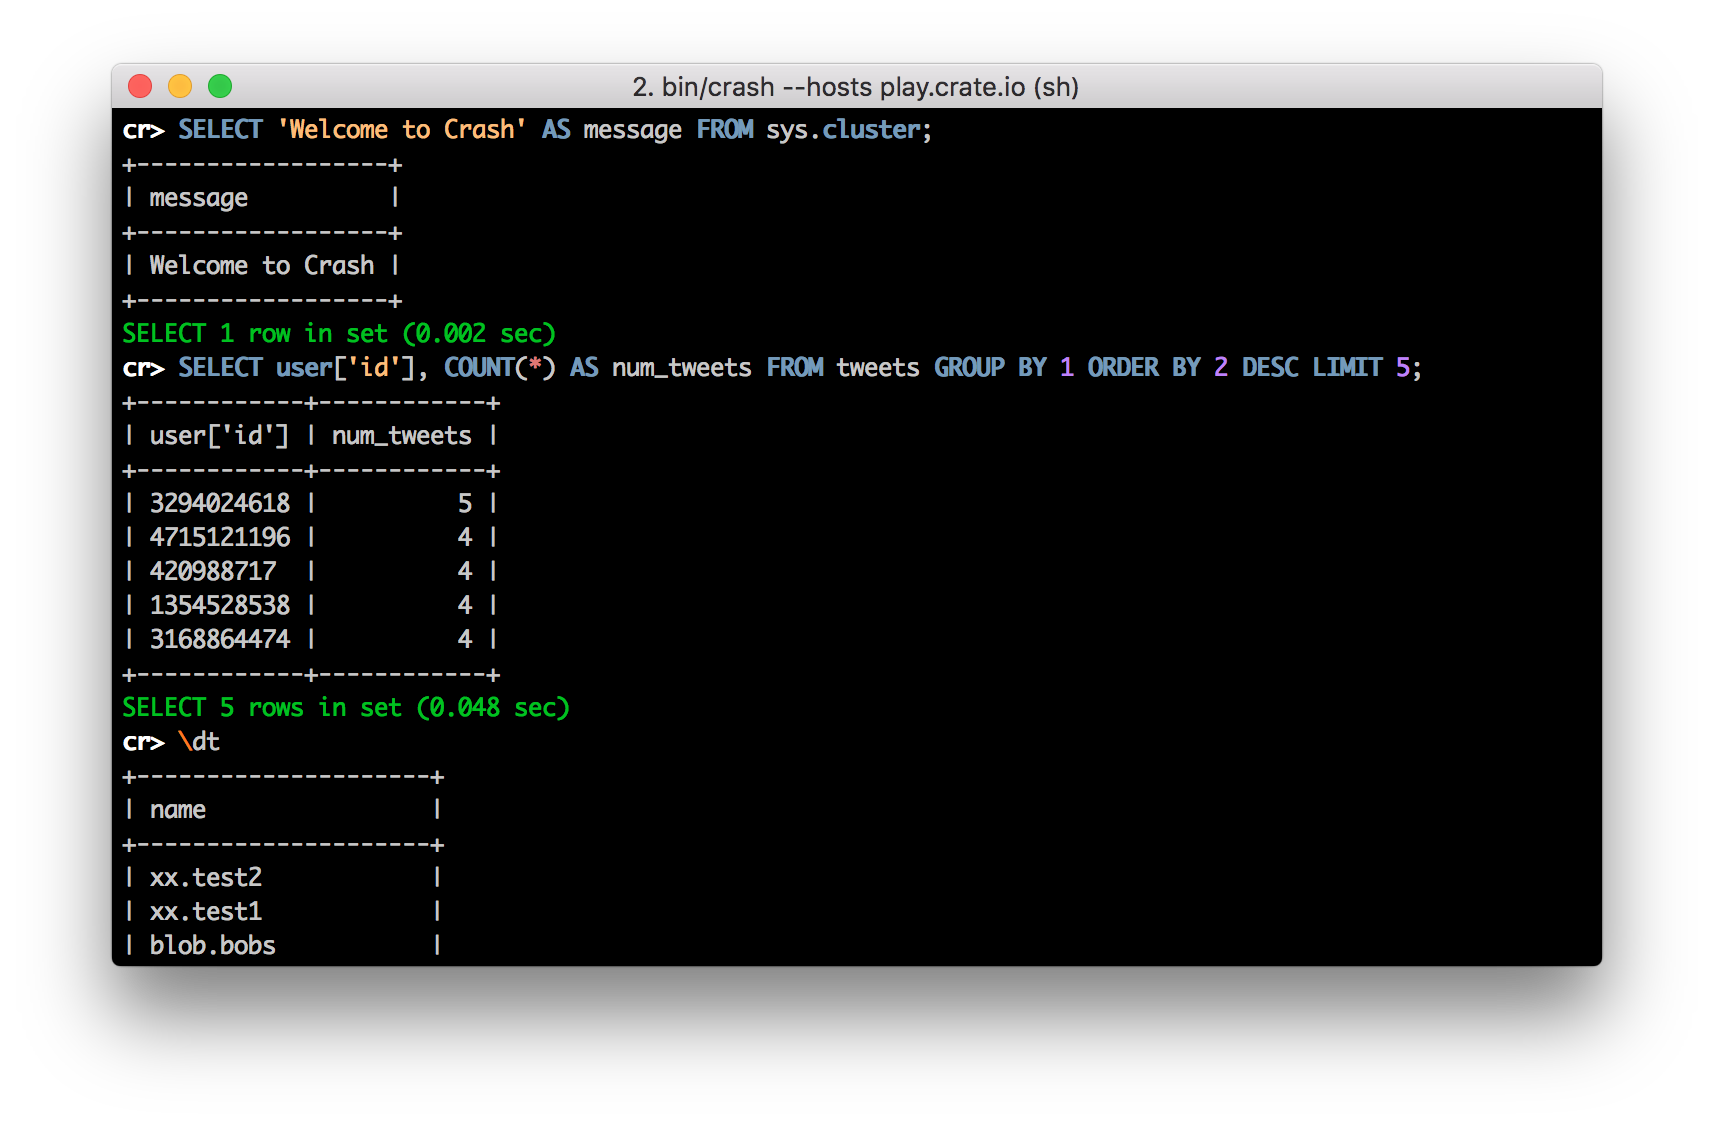 2. bin/crash --hosts play.crate.io (sh)
cr> SELECT 'Welcome to Crash' AS message FROM sys.cluster;
+------------------+
| message          |
+------------------+
| Welcome to Crash |
+------------------+
SELECT 1 row in set (0.002 sec)
cr> SELECT user['id'], COUNT(*) AS num_tweets FROM tweets GROUP BY 1 ORDER BY 2 DESC LIMIT 5;
+------------+------------+
| user['id'] | num_tweets |
+------------+------------+
| 3294024618 |          5 |
| 4715121196 |          4 |
| 420988717  |          4 |
| 1354528538 |          4 |
| 3168864474 |          4 |
+------------+------------+
SELECT 5 rows in set (0.048 sec)
cr> \dt
+---------------------+
| name                |
+---------------------+
| xx.test2            |
| xx.test1            |
| blob.bobs           |